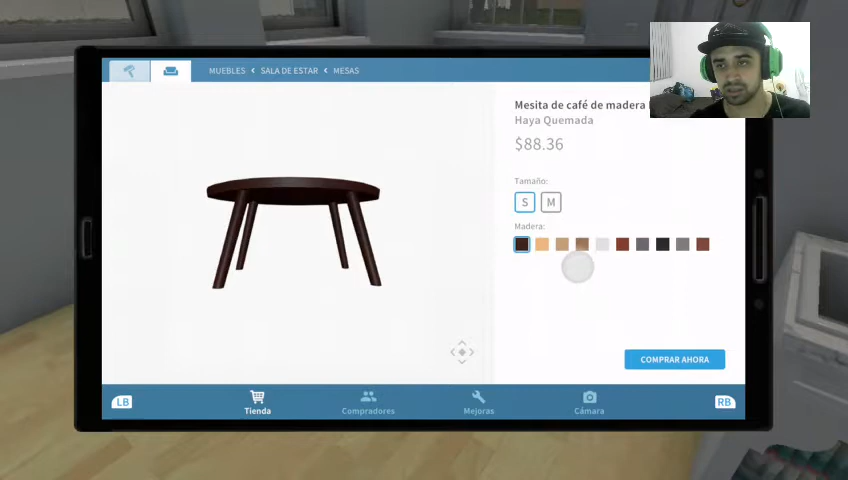 MUEBLES < SALA DE ESTAR < MESAS
Mesita de café de madera
Haya Quemada
$88.36
Tamaño:
S M
Madera:
COMPRAR AHORA
LB Tienda Compradores Mejoras Cámara RB